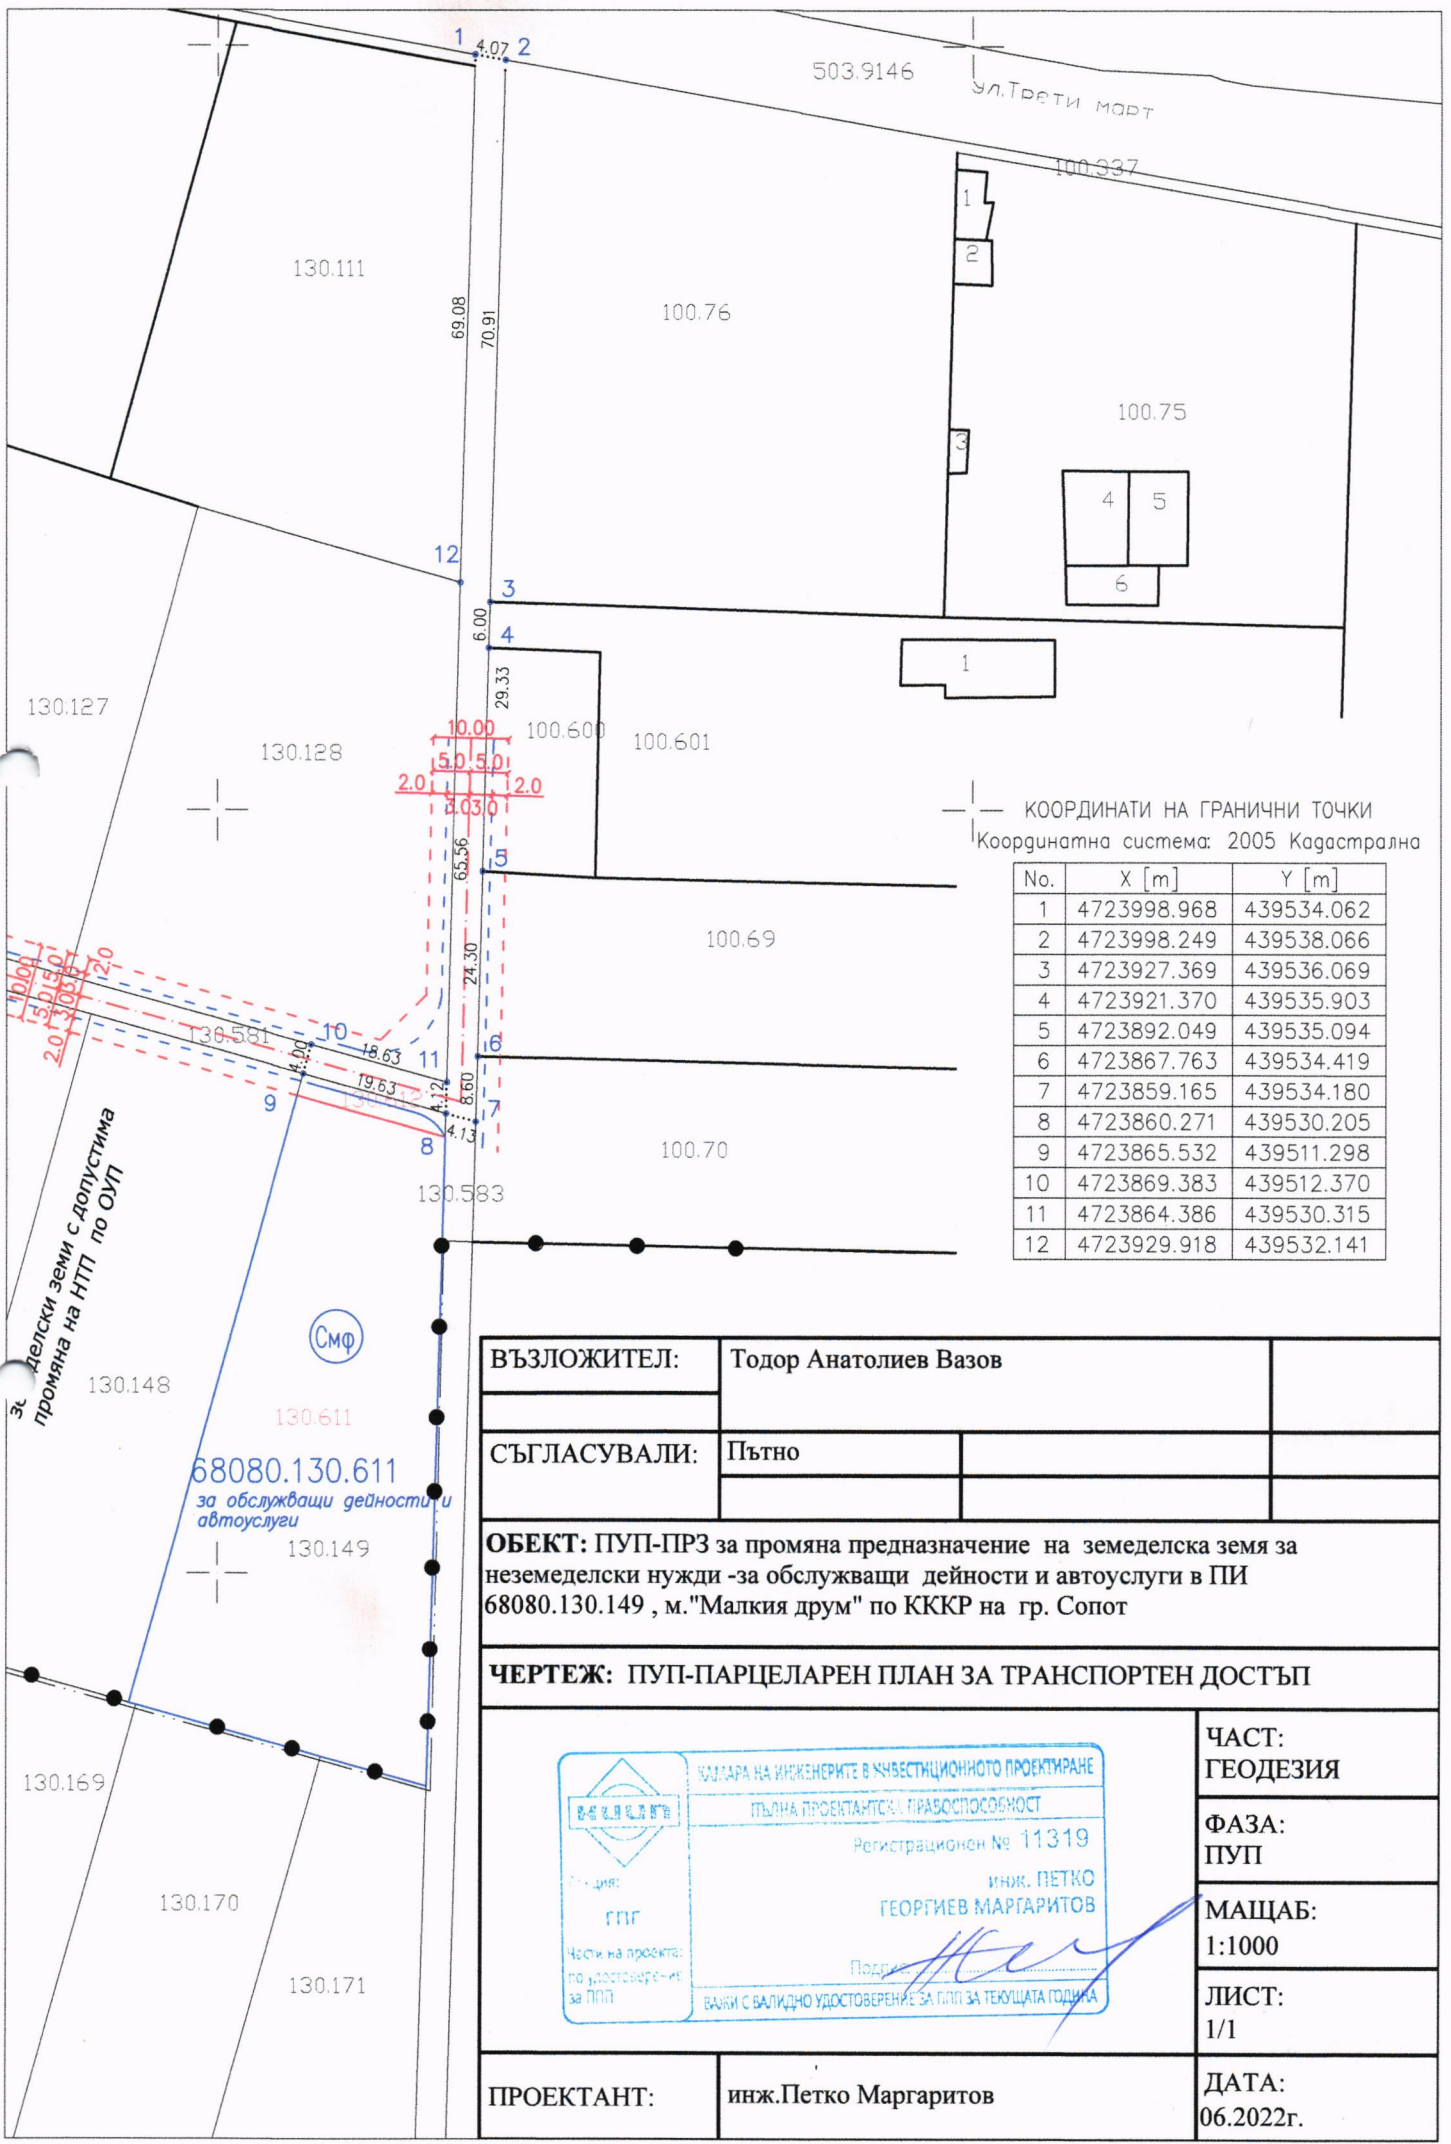 1
4.07
2
503.9146
ул.Трети март
100.337
1
2
130.111
69.08
70.91
100.76
100.75
3
4
5
6
12
3
6.00
4
1
29.33
130.127
130.128
10.00
5.0
5.0
2.0
2.0
3.0
3.0
100.600
100.601
65.56
5
100.69
24.30
КООРДИНАТИ НА ГРАНИЧНИ ТОЧКИ
Координатна система: 2005 Кадастрална
No. X [m] Y [m]
1 4723998.968 439534.062
2 4723998.249 439538.066
3 4723927.369 439536.069
4 4723921.370 439535.903
5 4723892.049 439535.094
6 4723867.763 439534.419
7 4723859.165 439534.180
8 4723860.271 439530.205
9 4723865.532 439511.298
10 4723869.383 439512.370
11 4723864.386 439530.315
12 4723929.918 439532.141
10.00
5.0
5.0
3.0
3.0
2.0
2.0
130.581
10
18.63
11
6
4.00
19.63
4.12
8.60
130.612
9
8
4.13
7
100.70
130.583
делски земи с допустима
промяна на НТП по ОУП
130.148
Смф
130.611
68080.130.611
за обслужващи дейности и
автоуслуги
130.149
130.169
130.170
130.171
ВЪЗЛОЖИТЕЛ: Тодор Анатолиев Вазов
СЪГЛАСУВАЛИ: Пътно
ОБЕКТ: ПУП-ПРЗ за промяна предназначение на земеделска земя за
неземеделски нужди -за обслужващи дейности и автоуслуги в ПИ
68080.130.149 , м."Малкия друм" по КККР на гр. Сопот
ЧЕРТЕЖ: ПУП-ПАРЦЕЛАРЕН ПЛАН ЗА ТРАНСПОРТЕН ДОСТЪП
КАМАРА НА ИНЖЕНЕРИТЕ В ИНВЕСТИЦИОННОТО ПРОЕКТИРАНЕ
ПЪЛНА ПРОЕКТАНТСКА ПРАВОСПОСОБНОСТ
КИИП
Регистрационен № 11319
инж. ПЕТКО
ГЕОРГИЕВ МАРГАРИТОВ
ГПГ
Части на проекта:
по удостоверение
за ППП
ВАЖИ С ВАЛИДНО УДОСТОВЕРЕНИЕ ЗА ППП ЗА ТЕКУЩАТА ГОДИНА
ЧАСТ:
ГЕОДЕЗИЯ
ФАЗА:
ПУП
МАЩАБ:
1:1000
ЛИСТ:
1/1
ПРОЕКТАНТ: инж.Петко Маргаритов
ДАТА:
06.2022г.